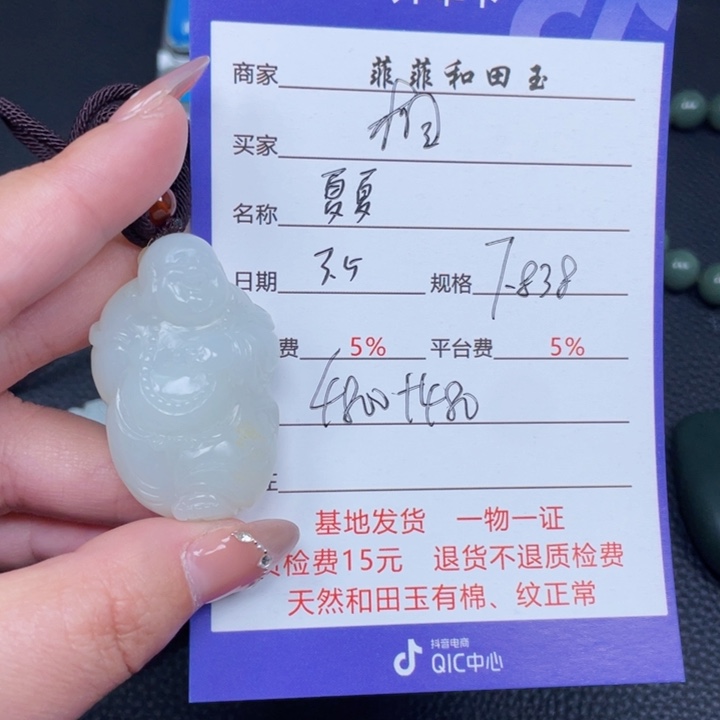 商家 菲菲和田玉
买家
名称 夏夏
日期 3.5 规格 7-838
费 5% 平台费 5%
4800+480
基地发货 一物一证
检费15元 退货不退质检费
天然和田玉有棉、纹正常
抖音电商
QIC中心